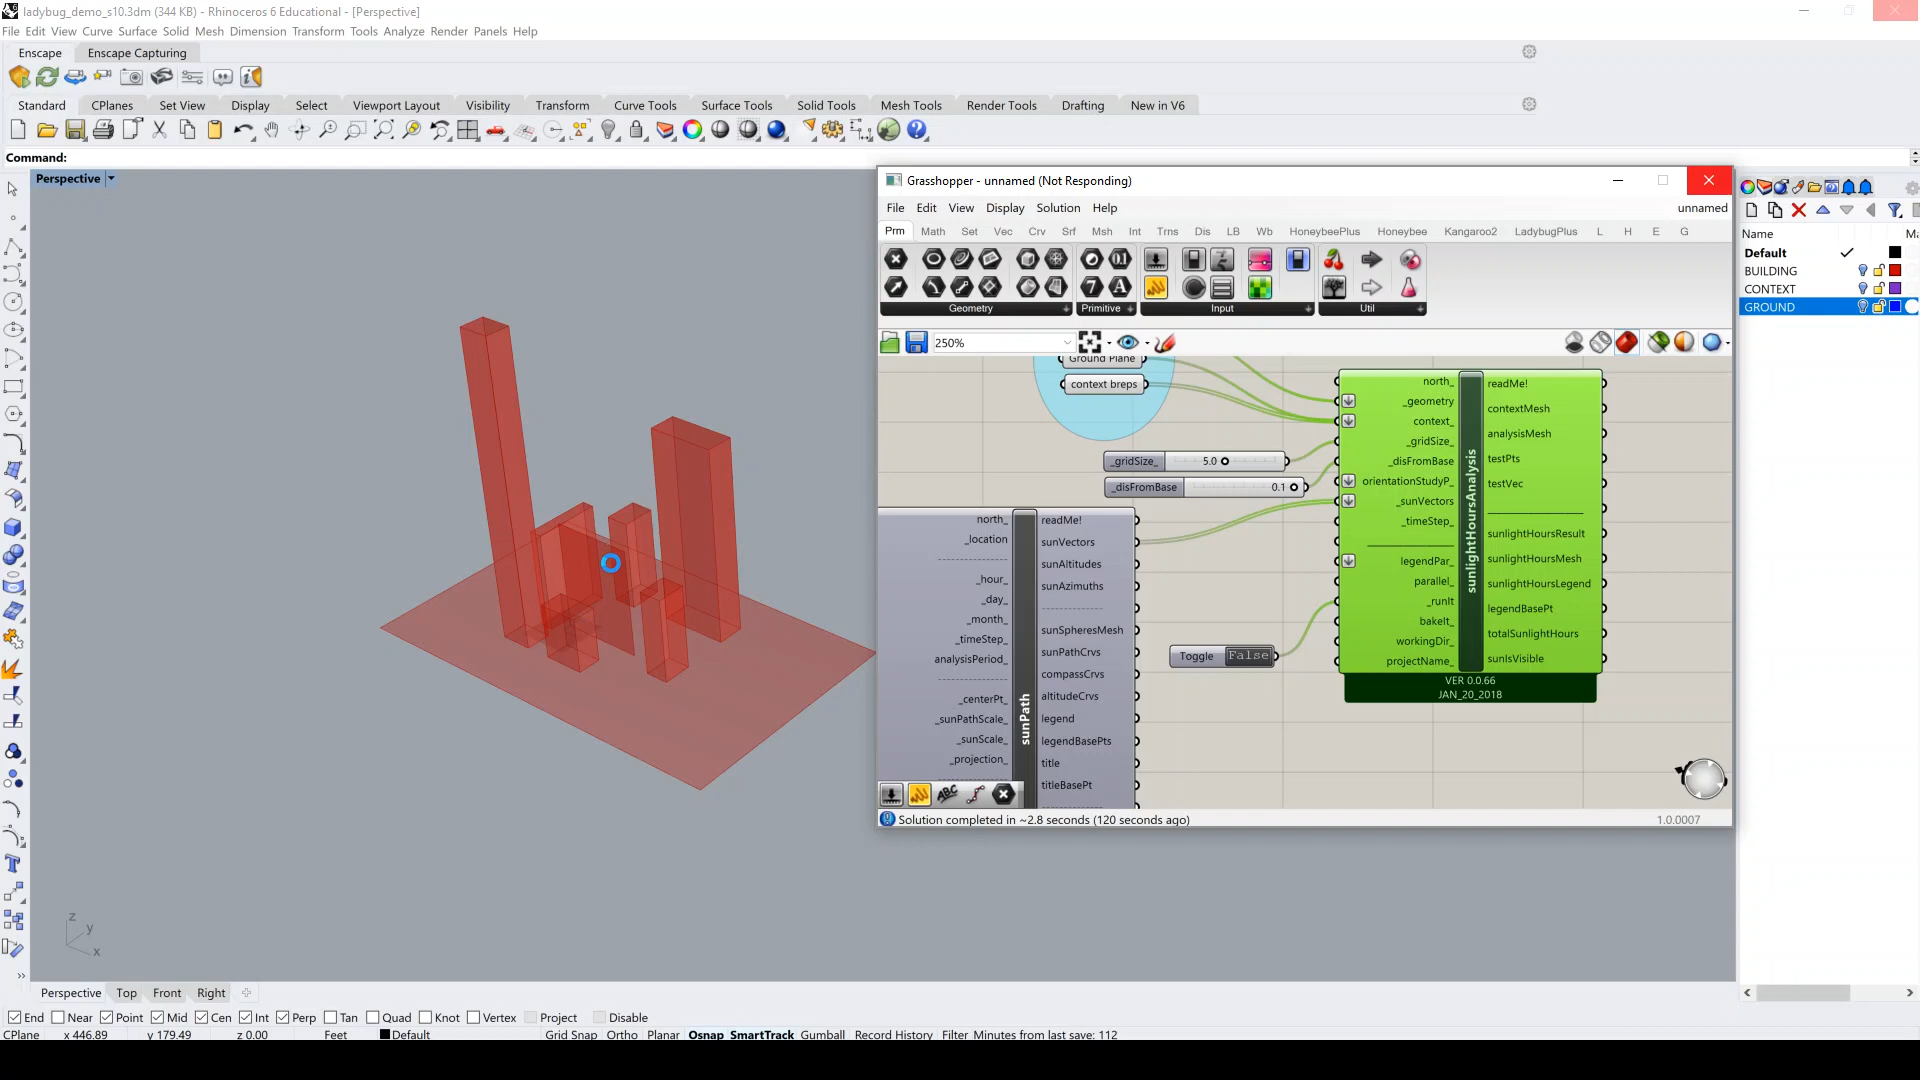 ladybug_demo_s10.3dm (344 KB) - Rhinoceros 6 Educational - [Perspective]
File Edit View Curve Surface Solid Mesh Dimension Transform Tools Analyze Render Panels Help
Enscape Enscape Capturing
Standard CPlanes Set View Display Select Viewport Layout Visibility Transform Curve Tools Surface Tools Solid Tools Mesh Tools Render Tools Drafting New in V6
Command:
Perspective
Grasshopper - unnamed (Not Responding)
File Edit View Display Solution Help unnamed
Prm Math Set Vec Crv Srf Msh Int Trns Dis LB Wb HoneybeePlus Honeybee Kangaroo2 LadybugPlus L H E G
Geometry Primitive Input Util
250%
Ground Plane
context breps
_gridSize_ 5.0
_disFromBase 0.1
north_
_geometry
context_
_gridSize_
_disFromBase
orientationStudyP_
_sunVectors
_timeStep_
legendPar_
parallel_
_runIt
bakeIt_
workingDir_
projectName_
sunlightHoursAnalysis
readMe!
contextMesh
analysisMesh
testPts
testVec
sunlightHoursResult
sunlightHoursMesh
sunlightHoursLegend
legendBasePt
totalSunlightHours
sunIsVisible
VER 0.0.66
JAN_20_2018
north_
_location
_hour_
_day_
_month_
_timeStep_
analysisPeriod_
_centerPt_
_sunPathScale_
_sunScale_
_projection_
sunPath
readMe!
sunVectors
sunAltitudes
sunAzimuths
sunSpheresMesh
sunPathCrvs
compassCrvs
altitudeCrvs
legend
legendBasePts
title
titleBasePt
Toggle False
Solution completed in ~2.8 seconds (120 seconds ago) 1.0.0007
Name
Default
BUILDING
CONTEXT
GROUND
z
y
x
Perspective Top Front Right
End Near Point Mid Cen Int Perp Tan Quad Knot Vertex Project Disable
CPlane x 446.89 y 179.49 z 0.00 Feet Default Grid Snap Ortho Planar Osnap SmartTrack Gumball Record History Filter Minutes from last save: 112